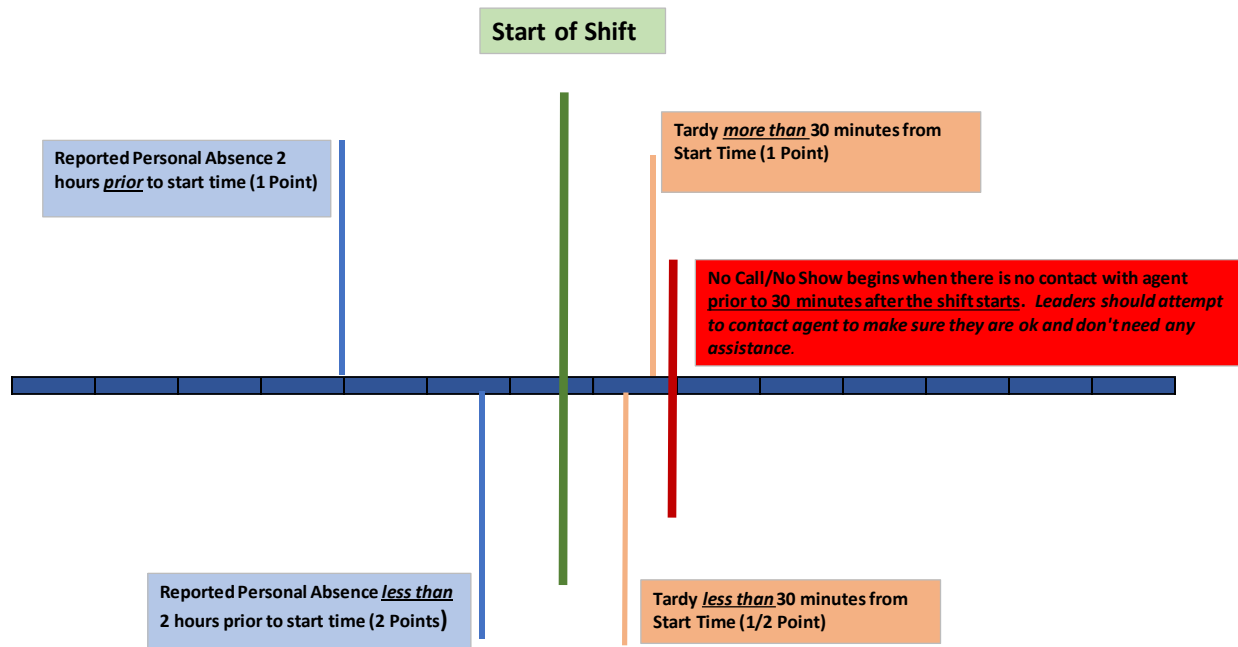 Start of Shift
Tardy more than 30 minutes from
Start Time (1 Point)
Reported Personal Absence 2
hours prior to start time (1 Point)
No Call/No Show begins when there is no contact with agent
prior to 30 minutes after the shift starts. Leaders should attempt
to contact agent to make sure they are ok and don't need any
assistance.
Reported Personal Absence less than
2 hours prior to start time (2 Points)
Tardy less than 30 minutes from
Start Time (1/2 Point)